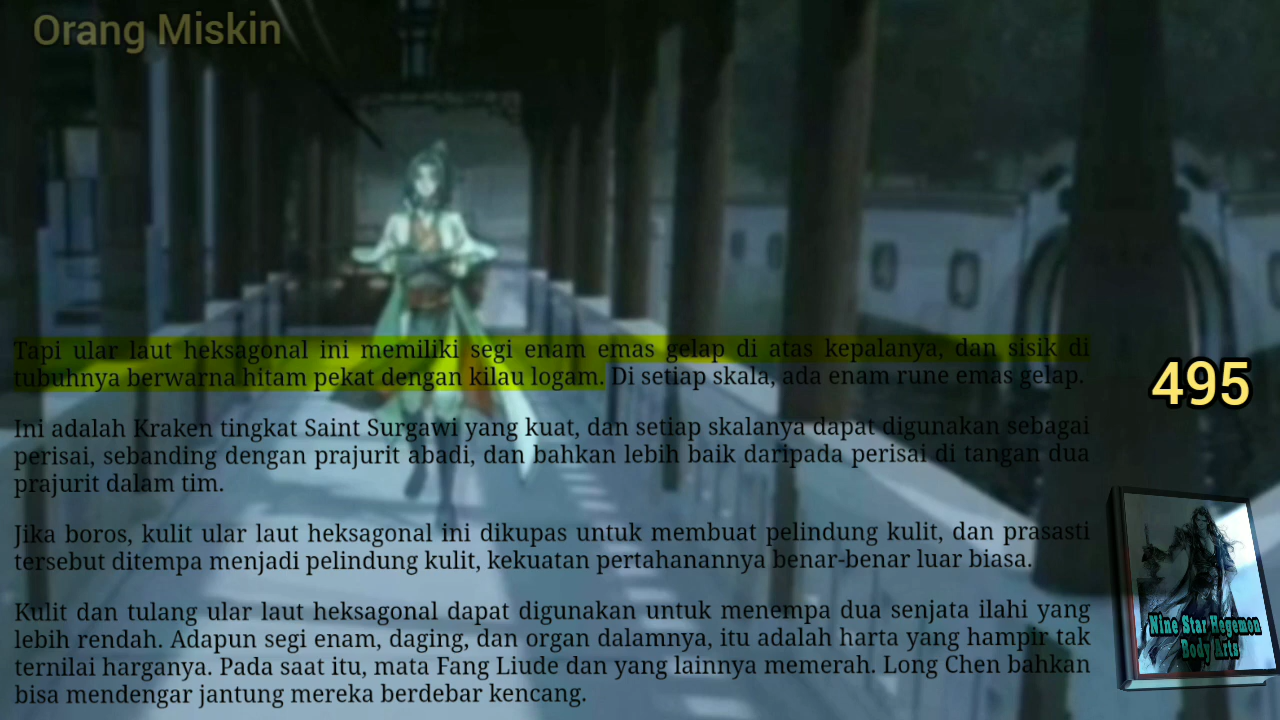 Orang Miskin
Tapi ular laut heksagonal ini memiliki segi enam emas gelap di atas kepalanya, dan sisik di
tubuhnya berwarna hitam pekat dengan kilau logam. Di setiap skala, ada enam rune emas gelap.
Ini adalah Kraken tingkat Saint Surgawi yang kuat, dan setiap skalanya dapat digunakan sebagai
perisai, sebanding dengan prajurit abadi, dan bahkan lebih baik daripada perisai di tangan dua
prajurit dalam tim.
Jika boros, kulit ular laut heksagonal ini dikupas untuk membuat pelindung kulit, dan prasasti
tersebut ditempa menjadi pelindung kulit, kekuatan pertahanannya benar-benar luar biasa.
Kulit dan tulang ular laut heksagonal dapat digunakan untuk menempa dua senjata ilahi yang
lebih rendah. Adapun segi enam, daging, dan organ dalamnya, itu adalah harta yang hampir tak
ternilai harganya. Pada saat itu, mata Fang Liude dan yang lainnya memerah. Long Chen bahkan
bisa mendengar jantung mereka berdebar kencang.
495
Nine Star Hegemon
Body Arts